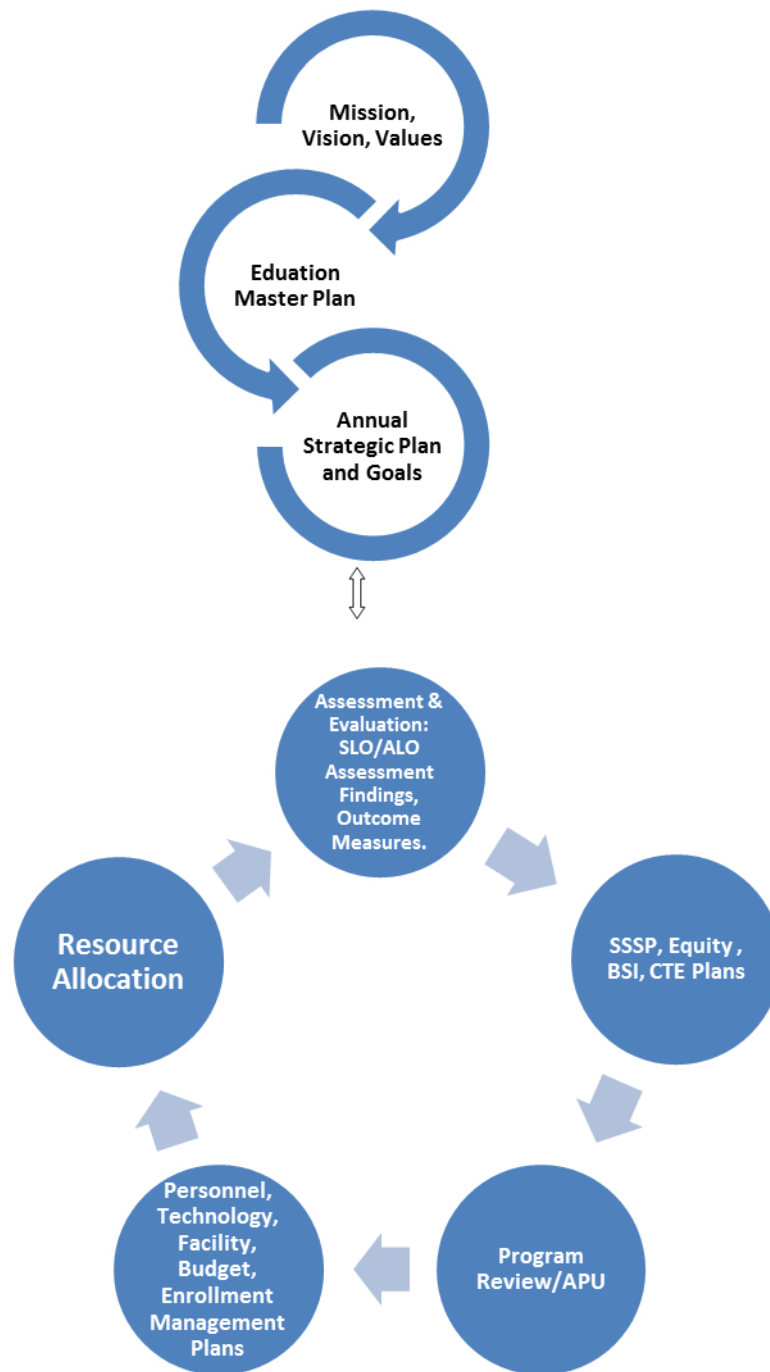 Mission,
Vision, Values
Eduation
Master Plan
Annual
Strategic Plan
and Goals
Assessment &
Evaluation:
SLO/ALO
Assessment
Findings,
Outcome
Measures.
SSSP, Equity ,
BSI, CTE Plans
Program
Review/APU
Personnel,
Technology,
Facility,
Budget,
Enrollment
Management
Plans
Resource
Allocation